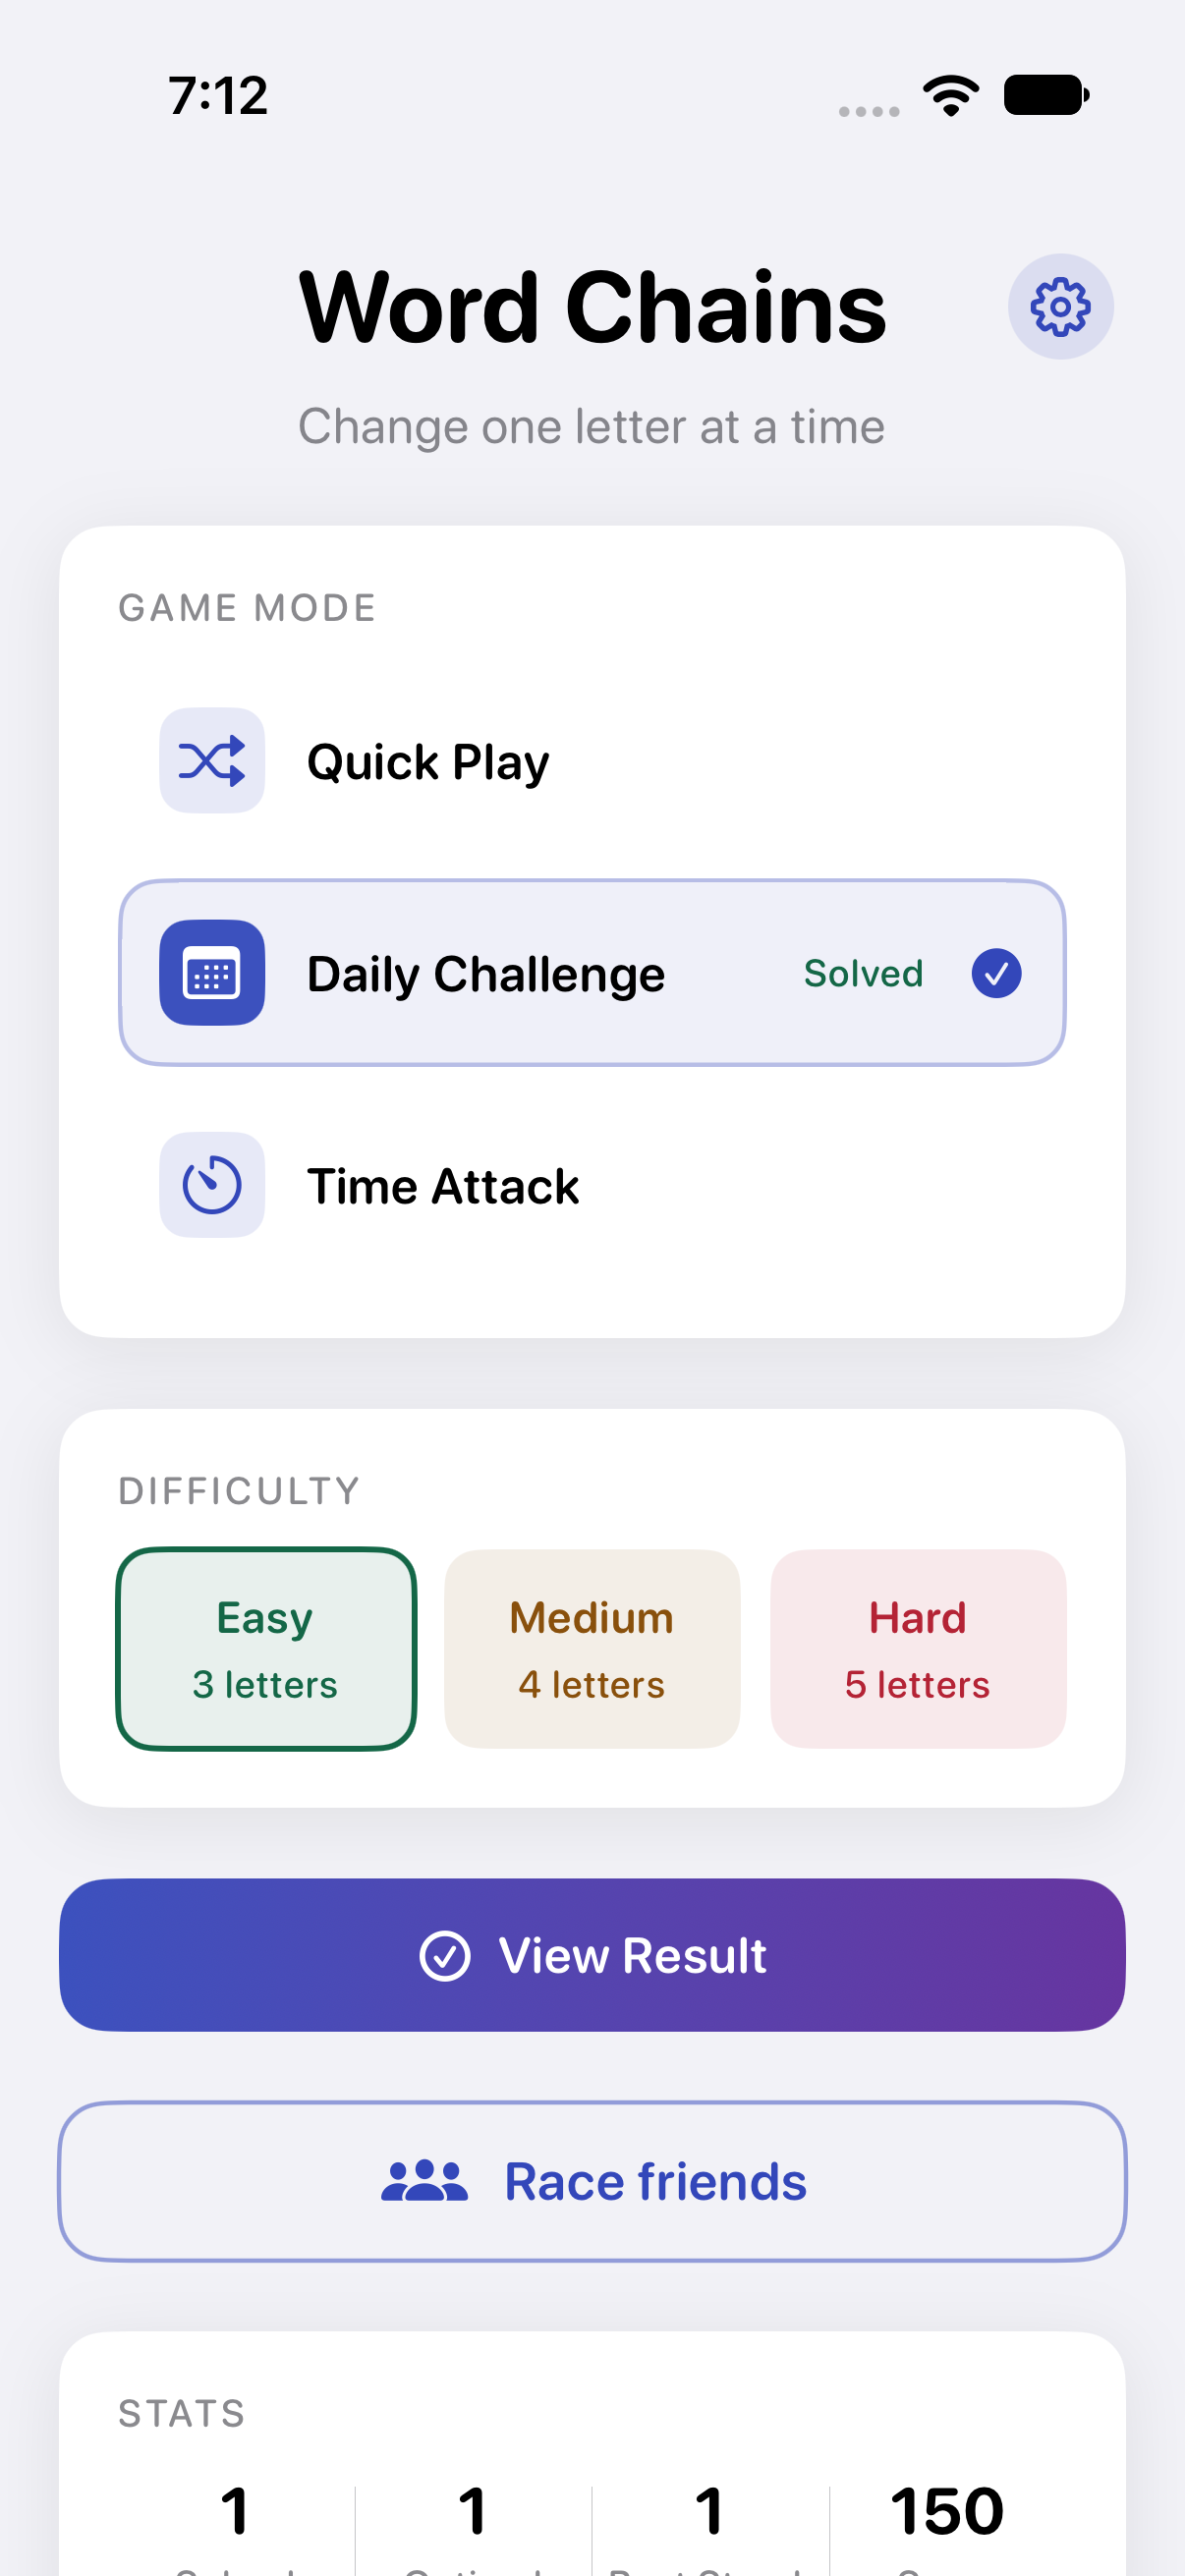 7:12
Word Chains
Change one letter at a time
GAME MODE
Quick Play
Daily Challenge Solved
Time Attack
DIFFICULTY
Easy Medium Hard
3 letters 4 letters 5 letters
View Result
Race friends
STATS
1 1 1 150